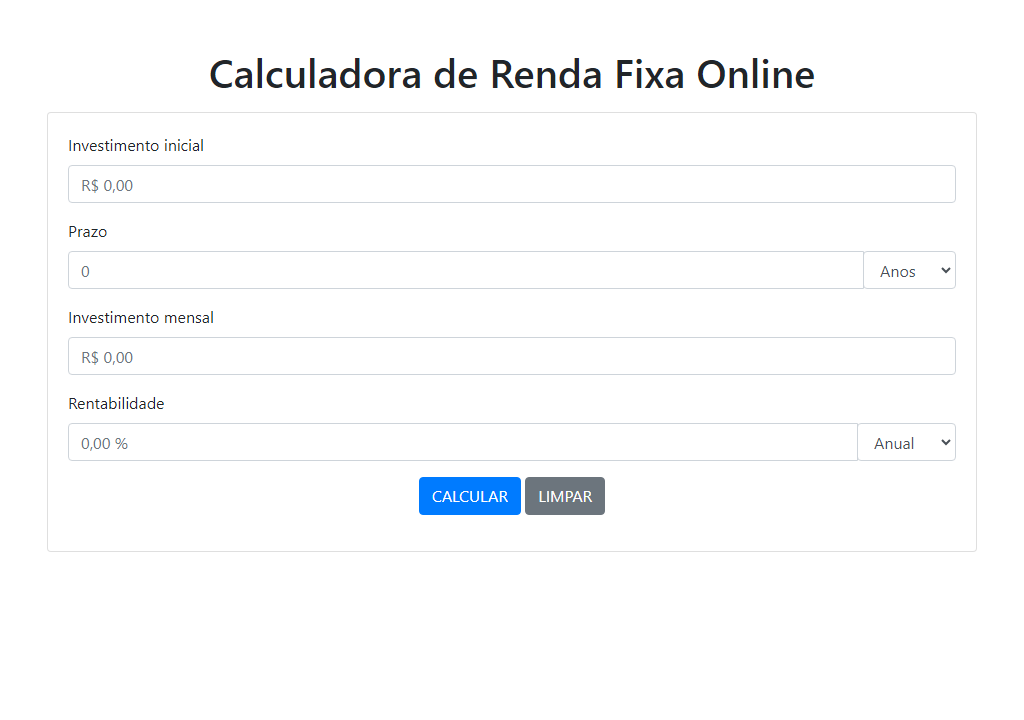 Calculadora de Renda Fixa Online
Investimento inicial
R$ 0,00
Prazo
0
Anos
Investimento mensal
R$ 0,00
Rentabilidade
0,00 %
Anual
CALCULAR LIMPAR